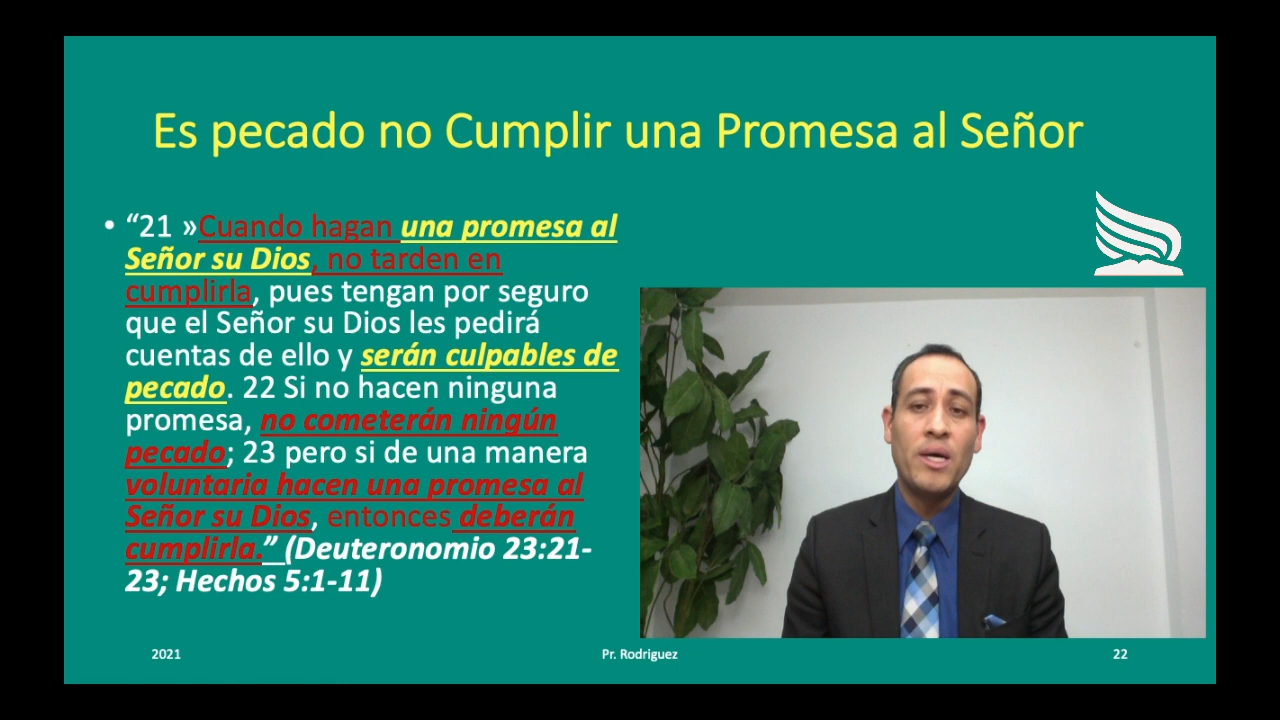 Es pecado no Cumplir una Promesa al Señor
• “21 »Cuando hagan una promesa al
Señor su Dios, no tarden en
cumplirla, pues tengan por seguro
que el Señor su Dios les pedirá
cuentas de ello y serán culpables de
pecado. 22 Si no hacen ninguna
promesa, no cometerán ningún
pecado; 23 pero si de una manera
voluntaria hacen una promesa al
Señor su Dios, entonces deberán
cumplirla.” (Deuteronomio 23:21-
23; Hechos 5:1-11)
2021
Pr. Rodriguez
22